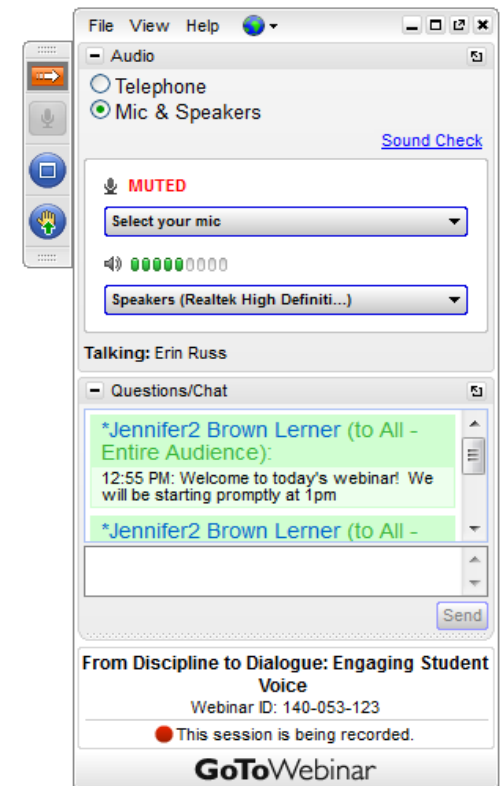 File View Help
Audio
Telephone
Mic & Speakers
Sound Check
MUTED
Select your mic
Speakers (Realtek High Definiti...)
Talking: Erin Russ
Questions/Chat
*Jennifer2 Brown Lerner (to All -
Entire Audience):
12:55 PM: Welcome to today's webinar! We
will be starting promptly at 1pm
*Jennifer2 Brown Lerner (to All -
Send
From Discipline to Dialogue: Engaging Student
Voice
Webinar ID: 140-053-123
This session is being recorded.
GoToWebinar